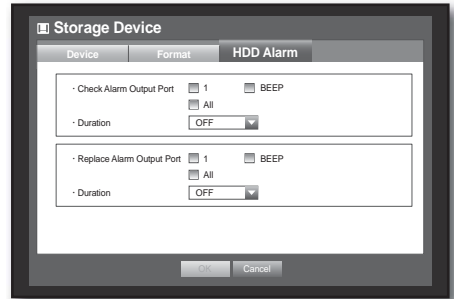 Storage Device
Device Format HDD Alarm
· Check Alarm Output Port 1 BEEP
All
· Duration OFF
· Replace Alarm Output Port 1 BEEP
All
· Duration OFF
OK Cancel